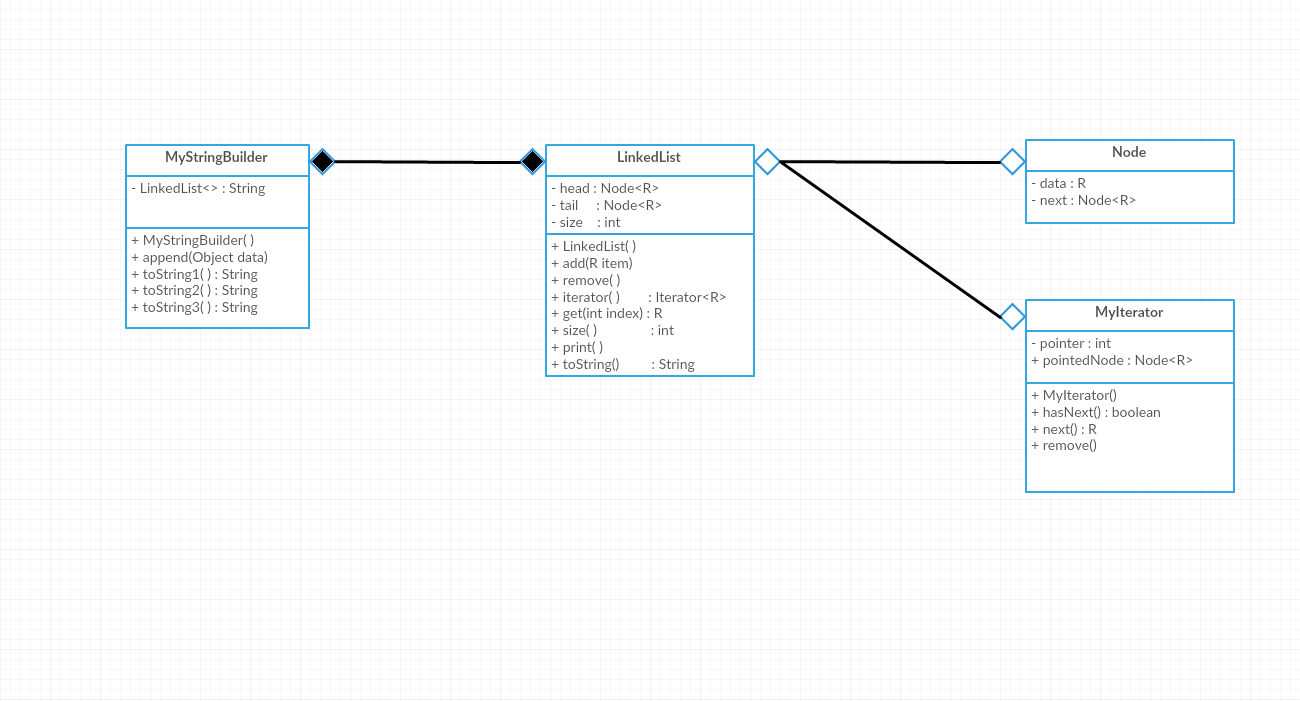 MyStringBuilder
- LinkedList<> : String
+ MyStringBuilder( )
+ append(Object data)
+ toString1( ) : String
+ toString2( ) : String
+ toString3( ) : String
LinkedList
- head : Node<R>
- tail : Node<R>
- size : int
+ LinkedList( )
+ add(R item)
+ remove( )
+ iterator( ) : Iterator<R>
+ get(int index) : R
+ size( ) : int
+ print( )
+ toString() : String
Node
- data : R
- next : Node<R>
MyIterator
- pointer : int
+ pointedNode : Node<R>
+ MyIterator()
+ hasNext() : boolean
+ next() : R
+ remove()